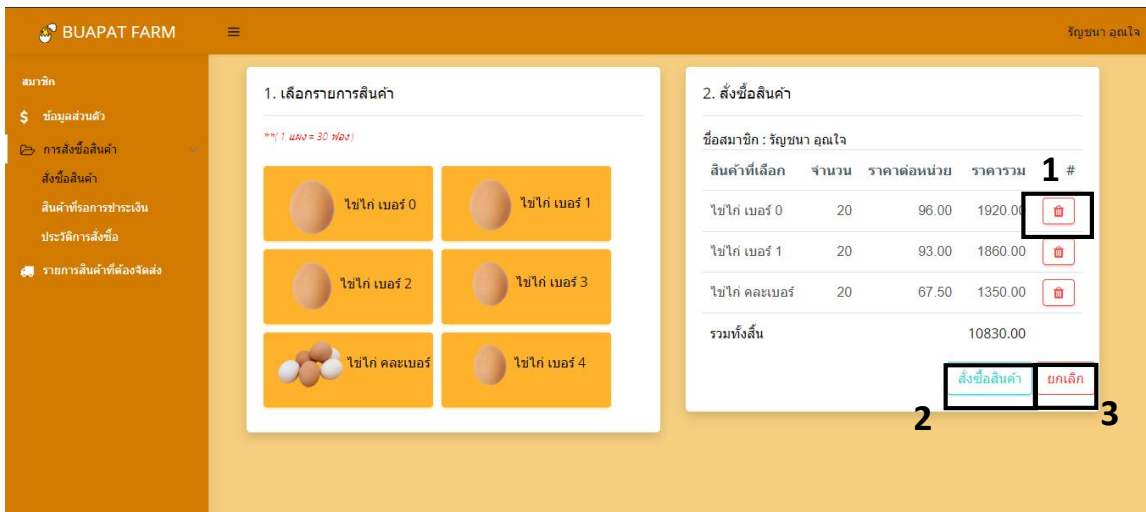 BUAPAT FARM
รัญชนา อุณใจ
สมาชิก
ข้อมูลส่วนตัว
การสั่งซื้อสินค้า
สั่งซื้อสินค้า
สินค้าที่รอการชำระเงิน
ประวัติการสั่งซื้อ
รายการสินค้าที่ต้องจัดส่ง
1. เลือกรายการสินค้า
**(1 แผง = 30 ฟอง)
ไข่ไก่ เบอร์ 0
ไข่ไก่ เบอร์ 1
ไข่ไก่ เบอร์ 2
ไข่ไก่ เบอร์ 3
ไข่ไก่ คละเบอร์
ไข่ไก่ เบอร์ 4
2. สั่งซื้อสินค้า
ชื่อสมาชิก : รัญชนา อุณใจ
สินค้าที่เลือก จำนวน ราคาต่อหน่วย ราคารวม 1 #
ไข่ไก่ เบอร์ 0 20 96.00 1920.00
ไข่ไก่ เบอร์ 1 20 93.00 1860.00
ไข่ไก่ คละเบอร์ 20 67.50 1350.00
รวมทั้งสิ้น 10830.00
สั่งซื้อสินค้า ยกเลิก
2 3